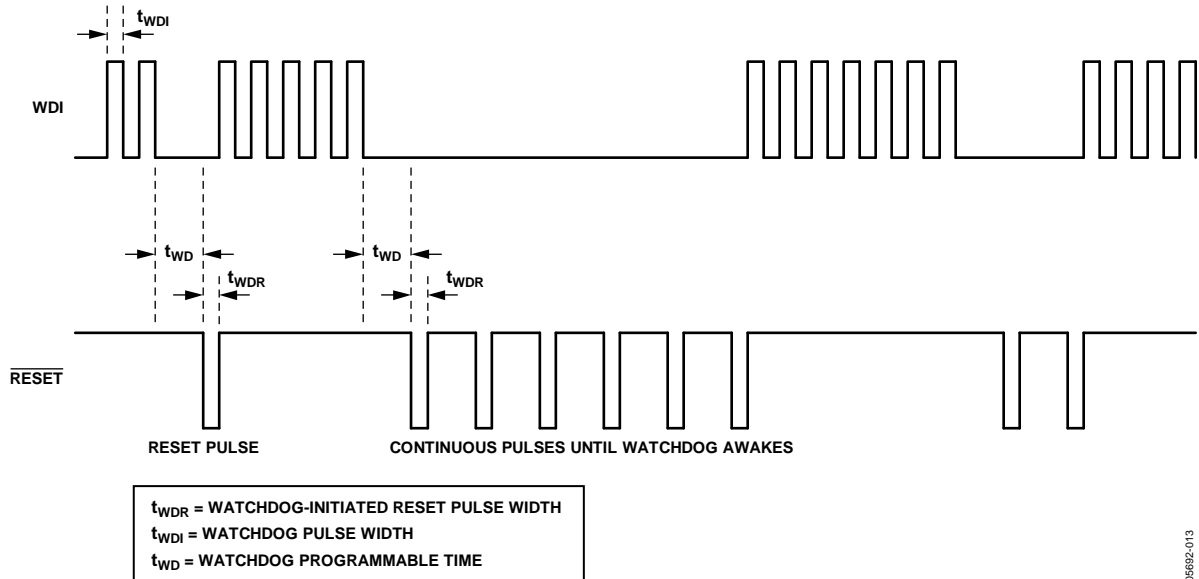 tWDI
WDI
tWD
tWD
tWDR
tWDR
RESET
RESET PULSE
CONTINUOUS PULSES UNTIL WATCHDOG AWAKES
tWDR = WATCHDOG-INITIATED RESET PULSE WIDTH
tWDI = WATCHDOG PULSE WIDTH
tWD = WATCHDOG PROGRAMMABLE TIME